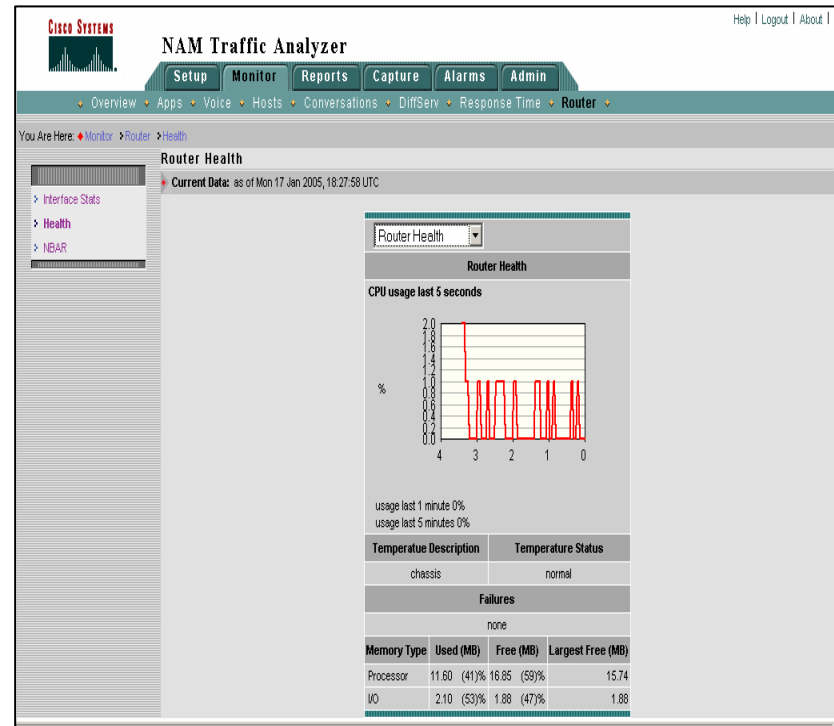 CISCO SYSTEMS
Help | Logout | About |
NAM Traffic Analyzer
Setup Monitor Reports Capture Alarms Admin
Overview Apps Voice Hosts Conversations DiffServ Response Time Router
You Are Here: Monitor > Router > Health
Router Health
Current Data: as of Mon 17 Jan 2005, 18:27:58 UTC
> Interface Stats
> Health
> NBAR
Router Health
Router Health
CPU usage last 5 seconds
2.0
1.8
1.6
1.4
1.2
1.0
0.8
0.6
0.4
0.2
0.0
%
4 3 2 1 0
usage last 1 minute 0%
usage last 5 minutes 0%
Temperatue Description Temperature Status
chassis normal
Failures
none
Memory Type Used (MB) Free (MB) Largest Free (MB)
Processor 11.60 (41)% 16.85 (59)% 15.74
I/O 2.10 (53)% 1.88 (47)% 1.88